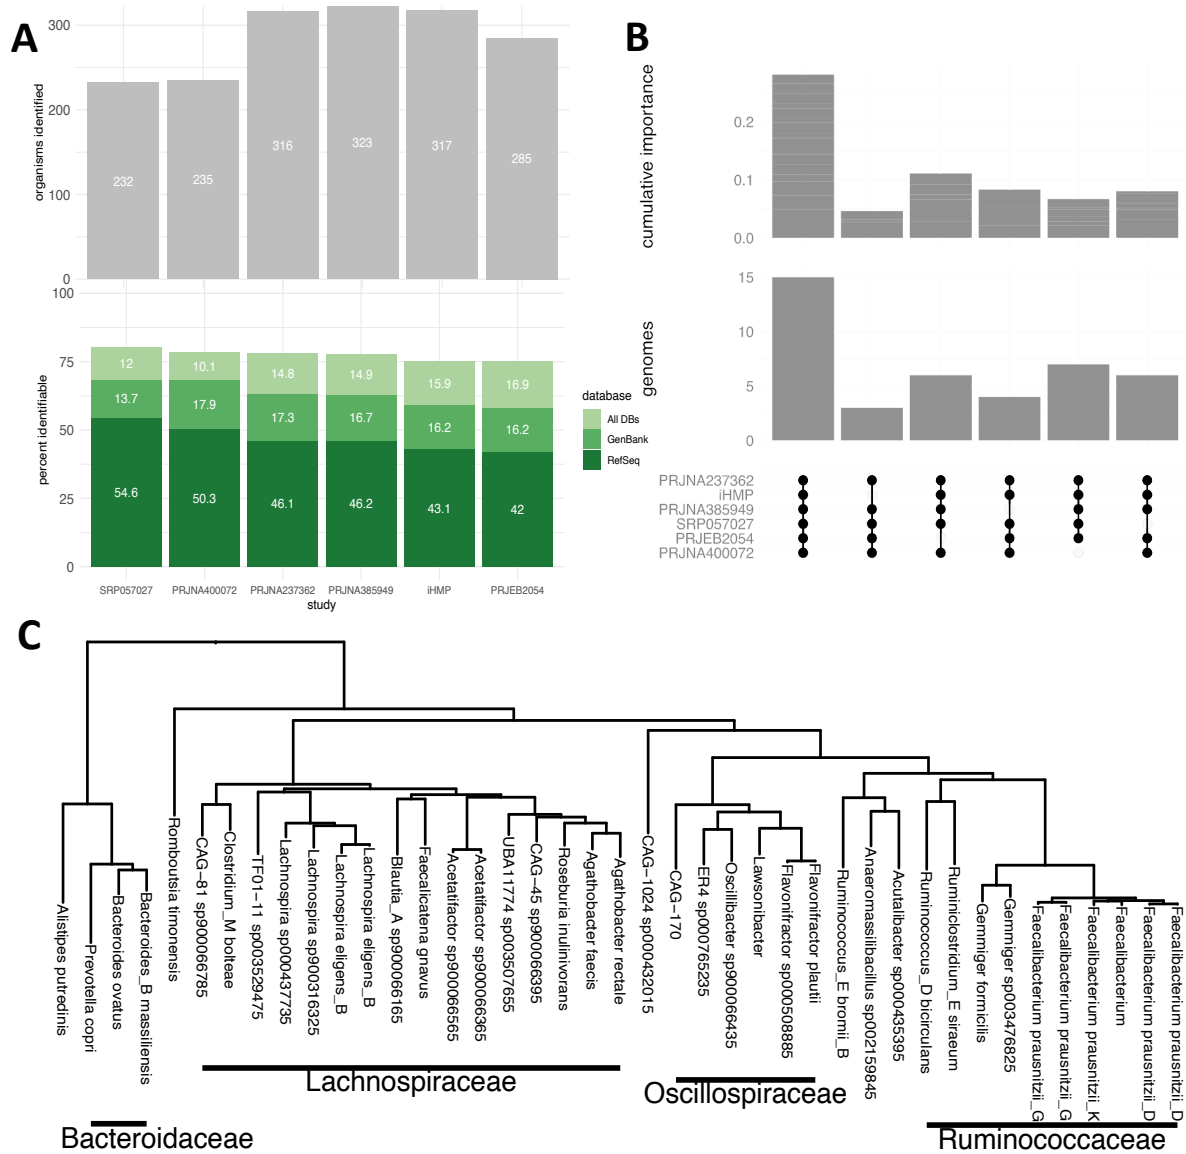 A
organisms identified
300
200
100
0
232
235
316
323
317
285
percent identifiable
100
75
50
25
0
12
10.1
14.8
14.9
15.9
16.9
13.7
17.9
17.3
16.7
16.2
16.2
54.6
50.3
46.1
46.2
43.1
42
SRP057027
PRJNA400072
PRJNA237362
PRJNA385949
iHMP
PRJEB2054
study
database
All DBs
GenBank
RefSeq
B
cumulative importance
0.2
0.1
0.0
genomes
15
10
5
0
PRJNA237362
iHMP
PRJNA385949
SRP057027
PRJEB2054
PRJNA400072
C
Alistipes putredinis
Prevotella copri
Bacteroides ovatus
Bacteroides_B massiliensis
Romboutsia timonensis
CAG-81 sp900066785
Clostridium_M bolteae
TF01-11 sp003529475
Lachnospira sp000437735
Lachnospira sp900316325
Lachnospira eligens_B
Lachnospira eligens_B
Blautia_A sp900066165
Faecalicatena gnavus
Acetatifactor sp900066565
Acetatifactor sp900066365
UBA11774 sp003507655
CAG-45 sp900066395
Roseburia inulinivorans
Agathobacter faecis
Agathobacter rectale
CAG-1024 sp000432015
CAG-170
ER4 sp000765235
Oscillibacter sp900066435
Lawsonibacter
Flavonifractor sp000508885
Flavonifractor plautii
Ruminococcus_E bromii_B
Anaeromassilibacillus sp002159845
Acutalibacter sp000435395
Ruminococcus_D bicirculans
Ruminiclostridium_E siraeum
Gemmiger formicilis
Gemmiger sp003476825
Faecalibacterium prausnitzii_G
Faecalibacterium prausnitzii_G
Faecalibacterium prausnitzii_K
Faecalibacterium
Faecalibacterium prausnitzii_D
Faecalibacterium prausnitzii_D
Bacteroidaceae
Lachnospiraceae
Oscillospiraceae
Ruminococcaceae